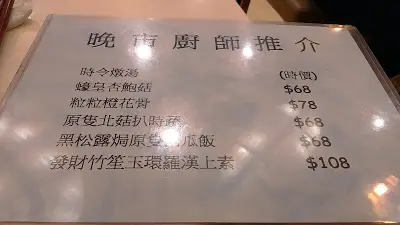 晚市廚師推介
時令燉湯 (時價)
蠔皇杏鮑菇 $68
粒粒橙花骨 $78
原隻北菇扒時蔬 $68
黑松露焗原隻瓜飯 $68
發財竹笙玉環羅漢上素 $108